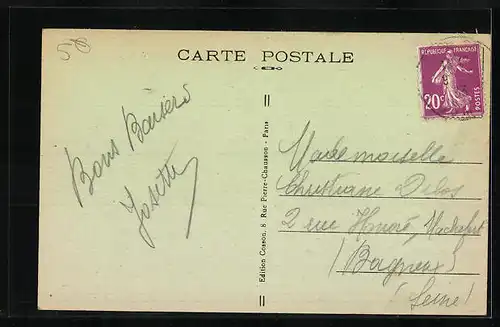 50
CARTE POSTALE
REPUBLIQUE FRANÇAISE
20c
POSTES
Bons Baisers
Josette
Edition Cosson, 8 Rue Pierre-Chausson - Paris
Mademoiselle
Christiane
2 rue Honoré
(Bagneux)
(Seine)